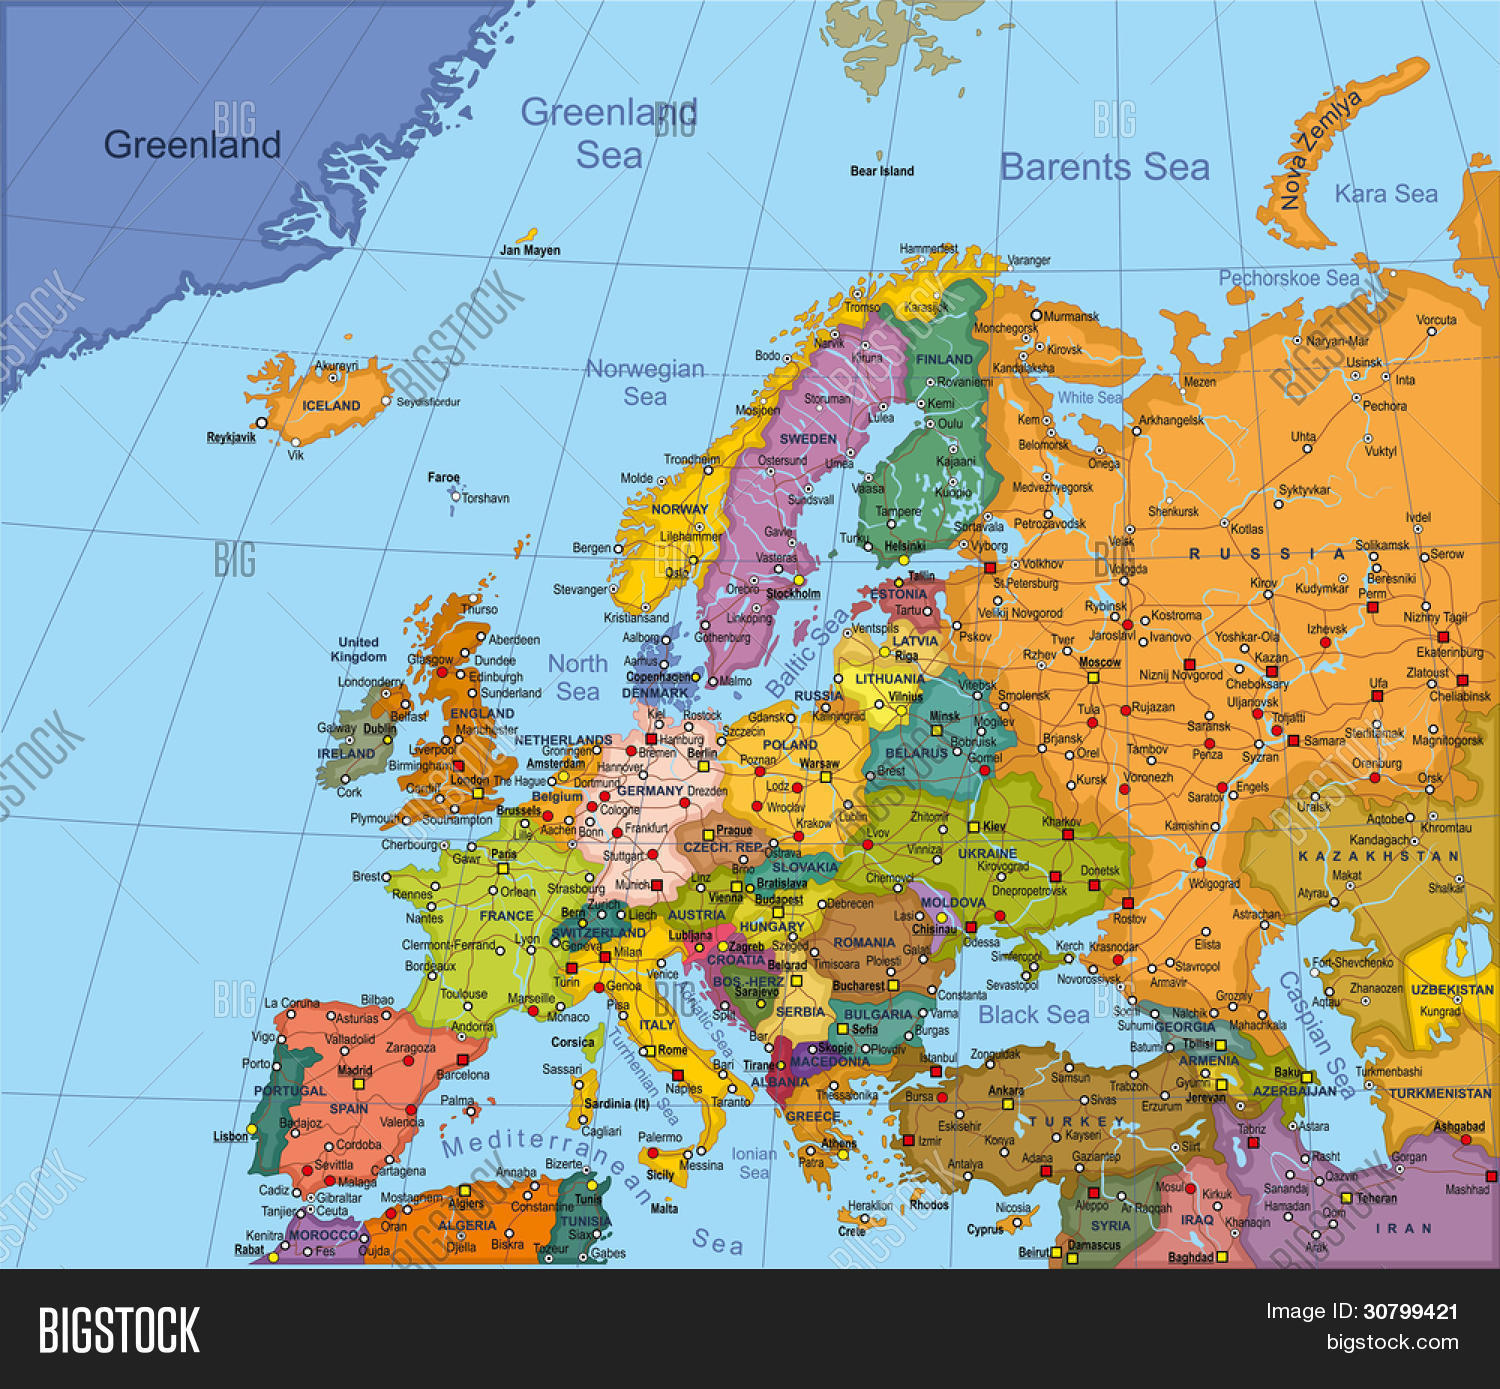 Greenland
Greenland
Sea
Barents Sea
Nova Zemlya
Kara Sea
Bear Island
Jan Mayen
Pechorskoe Sea
Hammerfest
Varanger
Tromso
Karasijok
Murmansk
Monchegorsk
Kirovsk
Kandalaksha
Narvik
Kiruna
FINLAND
Bodo
Rovaniemi
Norwegian
Sea
Naryan-Mar
Vorcuta
Usinsk
Inta
Pechora
Mezen
White Sea
Akureyri
ICELAND
Seydisfiordur
Reykjavik
Vik
Storuman
Mosjoen
Lulea
Kemi
Oulu
Kem
Belomorsk
Arkhangelsk
Onega
Uhta
Vuktyl
SWEDEN
Trondheim
Ostersund
Umea
Kajaani
Molde
Vaasa
Kuopio
Medvezhyegorsk
Syktyvkar
Faroe
Torshavn
Sundsvall
NORWAY
Tampere
Sortavala
Petrozavodsk
Shenkursk
Kotlas
Ivdel
Lilehammer
Gavle
Turku
Helsinki
Vyborg
Velsk
RUSSIA
Solikamsk
Serow
Bergen
Oslo
Vasteras
Volkhov
Vologda
Beresniki
Stevanger
Orebro
Stockholm
Tallin
ESTONIA
St.Petersburg
Kirov
Kudymkar
Perm
Thurso
Kristiansand
Linkoping
Tartu
Velikij Novgorod
Rybinsk
Kostroma
Nizhny Tagil
Aberdeen
Aalborg
Gothenburg
Ventspils
LATVIA
Pskov
Tver
Jaroslavl
Ivanovo
Yoshkar-Ola
Izhevsk
United
Kingdom
Glasgow
Dundee
Edinburgh
Aarhus
Baltic Sea
Riga
Rzhev
Moscow
Kazan
Ekaterinburg
North
Sea
Copenhagen
Malmo
LITHUANIA
Niznij Novgorod
Cheboksary
Ufa
Zlatoust
Cheliabinsk
Londonderry
Sunderland
DENMARK
RUSSIA
Vilnius
Vitebsk
Smolensk
Belfast
ENGLAND
Kiel
Rostock
Gdansk
Kaliningrad
Minsk
Mogilev
Tula
Rujazan
Saransk
Uljanovsk
Toljatti
Galway
Dublin
Manchester
NETHERLANDS
Hamburg
Szczecin
POLAND
Bobruisk
Samara
Sterlitamak
Magnitogorsk
IRELAND
Liverpool
Groningen
Bremen
Berlin
BELARUS
Gomel
Brjansk
Orel
Tambov
Penza
Syzran
Birmingham
Amsterdam
Hannover
Poznan
Warsaw
Brest
Orenburg
Cork
Cardif
London
The Hague
Dortmund
GERMANY
Drezden
Lodz
Kursk
Voronezh
Saratov
Engels
Orsk
Plymouth
Southampton
Belgium
Brussels
Cologne
Wroclav
Lublin
Zhitomir
Kiev
Kharkov
Uralsk
Lille
Aachen
Bonn
Frankfurt
Prague
Krakow
Lvov
Kamishin
Aqtobe
Khromtau
Cherbourg
Gawr
Paris
CZECH. REP.
Ostrava
Vinniza
UKRAINE
Kandagach
Stuttgart
Brno
SLOVAKIA
Kirovograd
Donetsk
KAZAKHSTAN
Brest
Rennes
Orlean
Strasbourg
Munich
Linz
Vienna
Bratislava
Chernovci
Dnepropetrovsk
Wolgograd
Makat
Atyrau
Shalkar
Nantes
FRANCE
Bern
Zurich
Liech
AUSTRIA
Budapest
Debrecen
MOLDOVA
Iasi
Chisinau
Rostov
Astrachan
SWITZERLAND
Lubljana
HUNGARY
Szeged
ROMANIA
Odessa
Elista
Clermont-Ferrand
Lyon
Geneva
Milan
Zagreb
CROATIA
Belgrad
Timisoara
Ploiesti
Galati
Simferopol
Kerch
Krasnodar
Stavropol
Fort-Shevchenko
Bordeaux
Turin
Genoa
Venice
BOS.-HERZ
Sarajevo
Bucharest
Sevastopol
Novorossysk
Armavir
Caspian Sea
Aqtau
Zhanaozen
UZBEKISTAN
Kungrad
La Coruna
Bilbao
Toulouse
Marseille
Monaco
Pisa
Adriatic Sea
Split
SERBIA
Constanta
Varna
Black Sea
Sochi
Grozny
Asturias
Andorra
ITALY
BULGARIA
Burgas
Suhumi
Nalchik
Mahachkala
Vigo
Valladolid
Zaragoza
Corsica
Tyrrhenian Sea
Rome
Bar
Sofia
GEORGIA
Batumi
Tbilisi
Porto
Madrid
Barcelona
Sassari
Bari
Tirane
Skopje
Plovdiv
MACEDONIA
Istanbul
Zonguldak
Samsun
ARMENIA
Baku
Turkmenbashi
PORTUGAL
SPAIN
Palma
Sardinia (It)
Naples
Taranto
ALBANIA
Thessalonika
Bursa
Ankara
Sivas
Trabzon
Gyumri
Jerevan
AZERBAIJAN
TURKMENISTAN
Lisbon
Badajoz
Valencia
Cagliari
GREECE
Eskisehir
TURKEY
Erzurum
Astara
Ashgabad
Cordoba
Mediterranean
Sea
Palermo
Messina
Ionian
Sea
Athens
Patra
Izmir
Konya
Kayseri
Siirt
Tabriz
Rasht
Sevittla
Malaga
Cartagena
Annaba
Bizerte
Sicily
Antalya
Adana
Gaziantep
Gorgan
Cadiz
Gibraltar
Mostagnem
Algiers
Constantine
Tunis
Malta
Heraklion
Crete
Rhodos
Nicosia
Cyprus
Aleppo
Ar Raqqah
Mosul
Kirkuk
Sanandaj
Qazvin
Teheran
Mashhad
Tanjier
Ceuta
Oran
ALGERIA
TUNISIA
SYRIA
IRAQ
Khanaqin
Hamadan
Qom
IRAN
Kenitra
MOROCCO
Rabat
Fes
Oujda
Djella
Biskra
Tozeur
Siax
Gabes
Beirut
Damascus
Baghdad
Arak
BIGSTOCK
Image ID: 30799421
bigstock.com